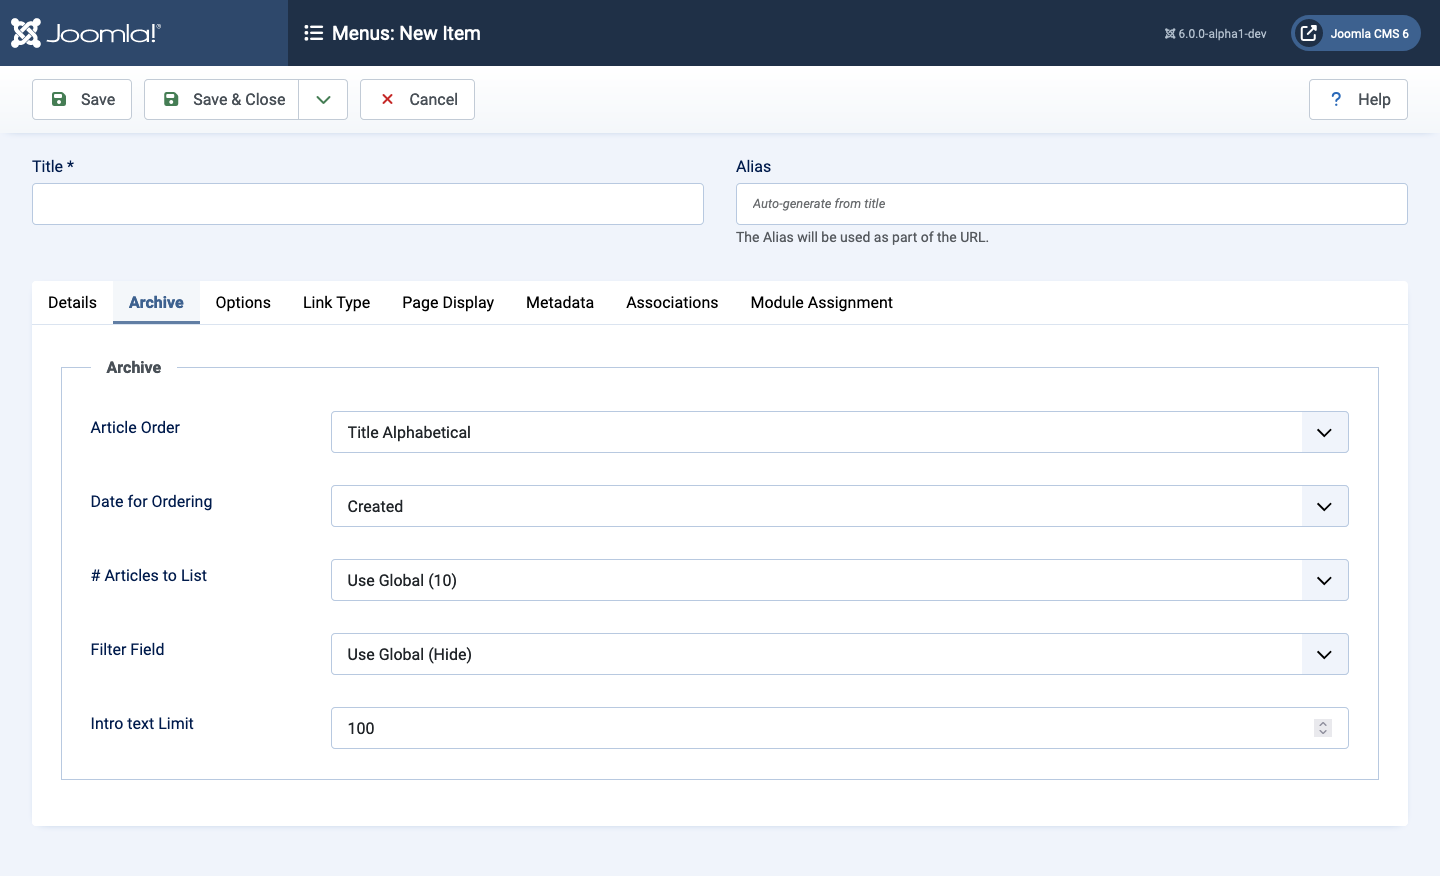 Joomla!®
Menus: New Item
6.0.0-alpha1-dev
Joomla CMS 6
Save
Save & Close
Cancel
? Help
Title *
Alias
Auto-generate from title
The Alias will be used as part of the URL.
Details Archive Options Link Type Page Display Metadata Associations Module Assignment
Archive
Article Order
Title Alphabetical
Date for Ordering
Created
# Articles to List
Use Global (10)
Filter Field
Use Global (Hide)
Intro text Limit
100